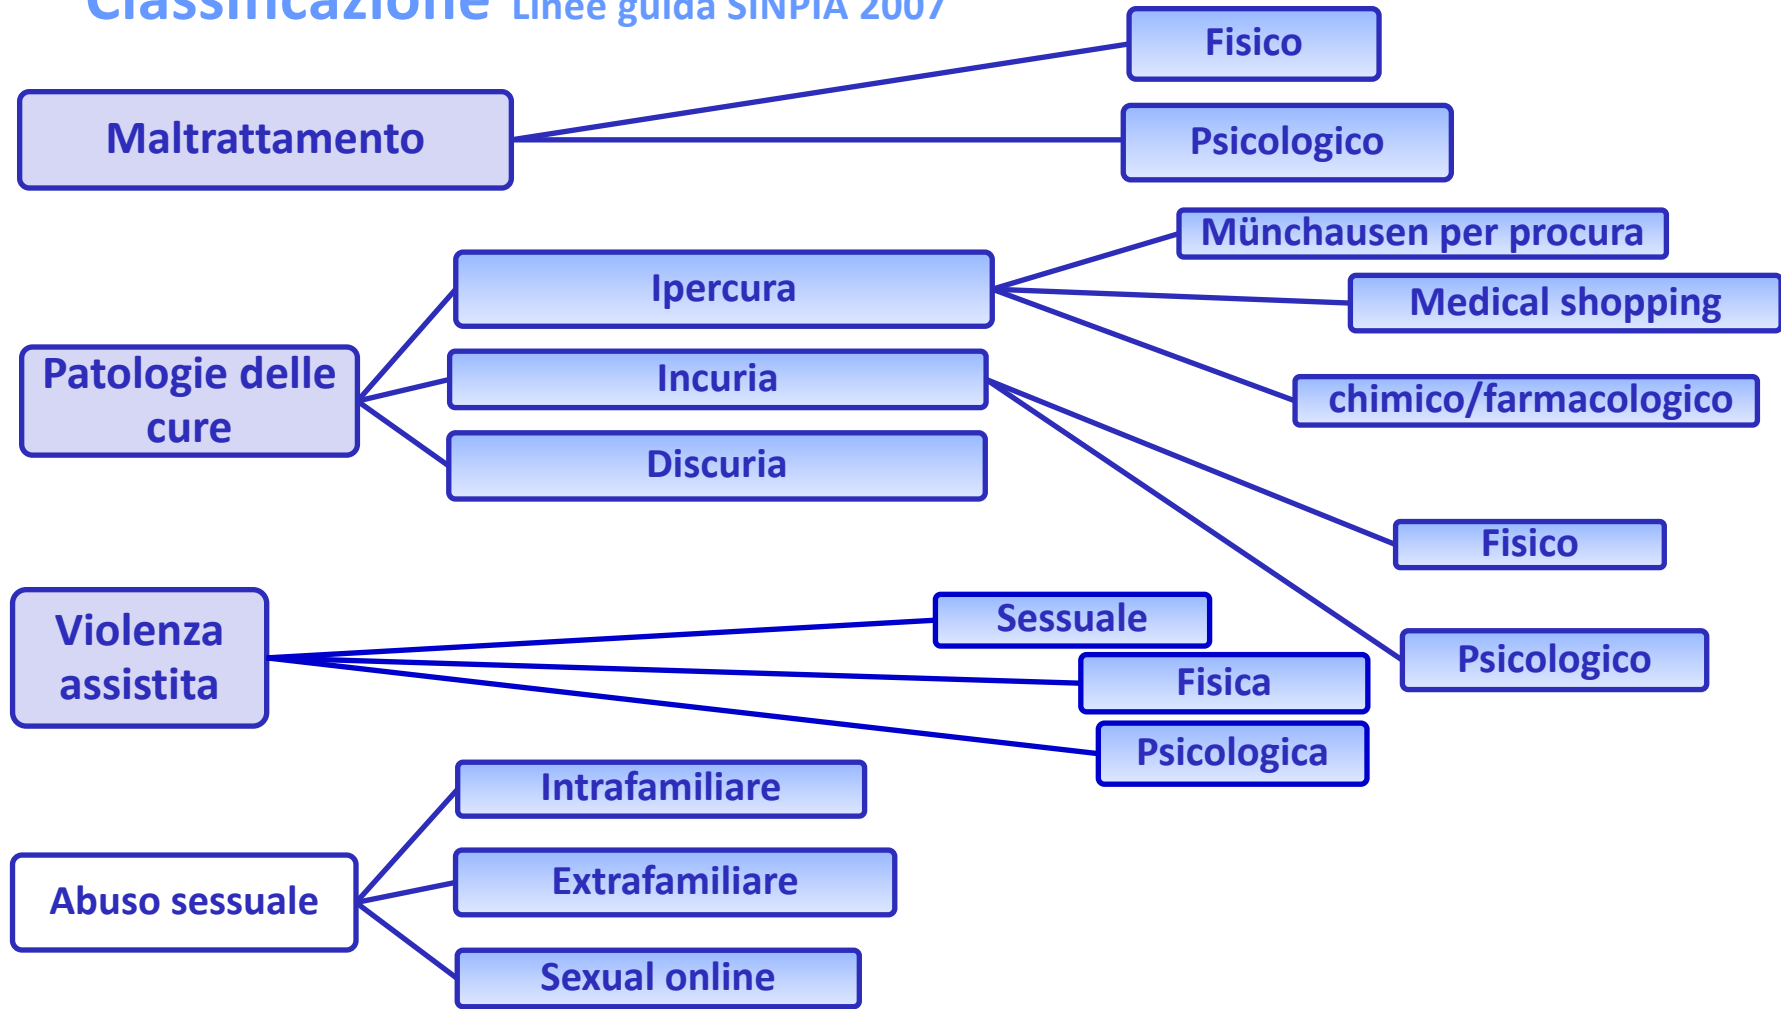 Classificazione Linee guida SINPIA 2007
Maltrattamento
Fisico
Psicologico
Patologie delle
cure
Ipercura
Münchausen per procura
Medical shopping
chimico/farmacologico
Incuria
Fisico
Psicologico
Discuria
Violenza
assistita
Sessuale
Fisica
Psicologica
Abuso sessuale
Intrafamiliare
Extrafamiliare
Sexual online